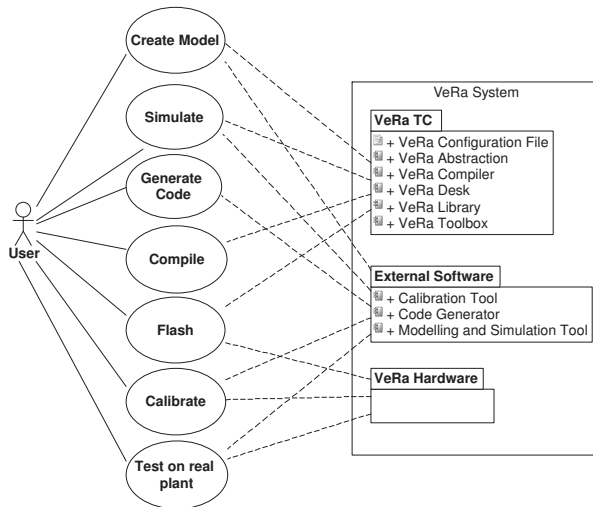 Create Model
Simulate
Generate
Code
Compile
Flash
Calibrate
Test on real
plant
User
VeRa System
VeRa TC
+ VeRa Configuration File
+ VeRa Abstraction
+ VeRa Compiler
+ VeRa Desk
+ VeRa Library
+ VeRa Toolbox
External Software
+ Calibration Tool
+ Code Generator
+ Modelling and Simulation Tool
VeRa Hardware